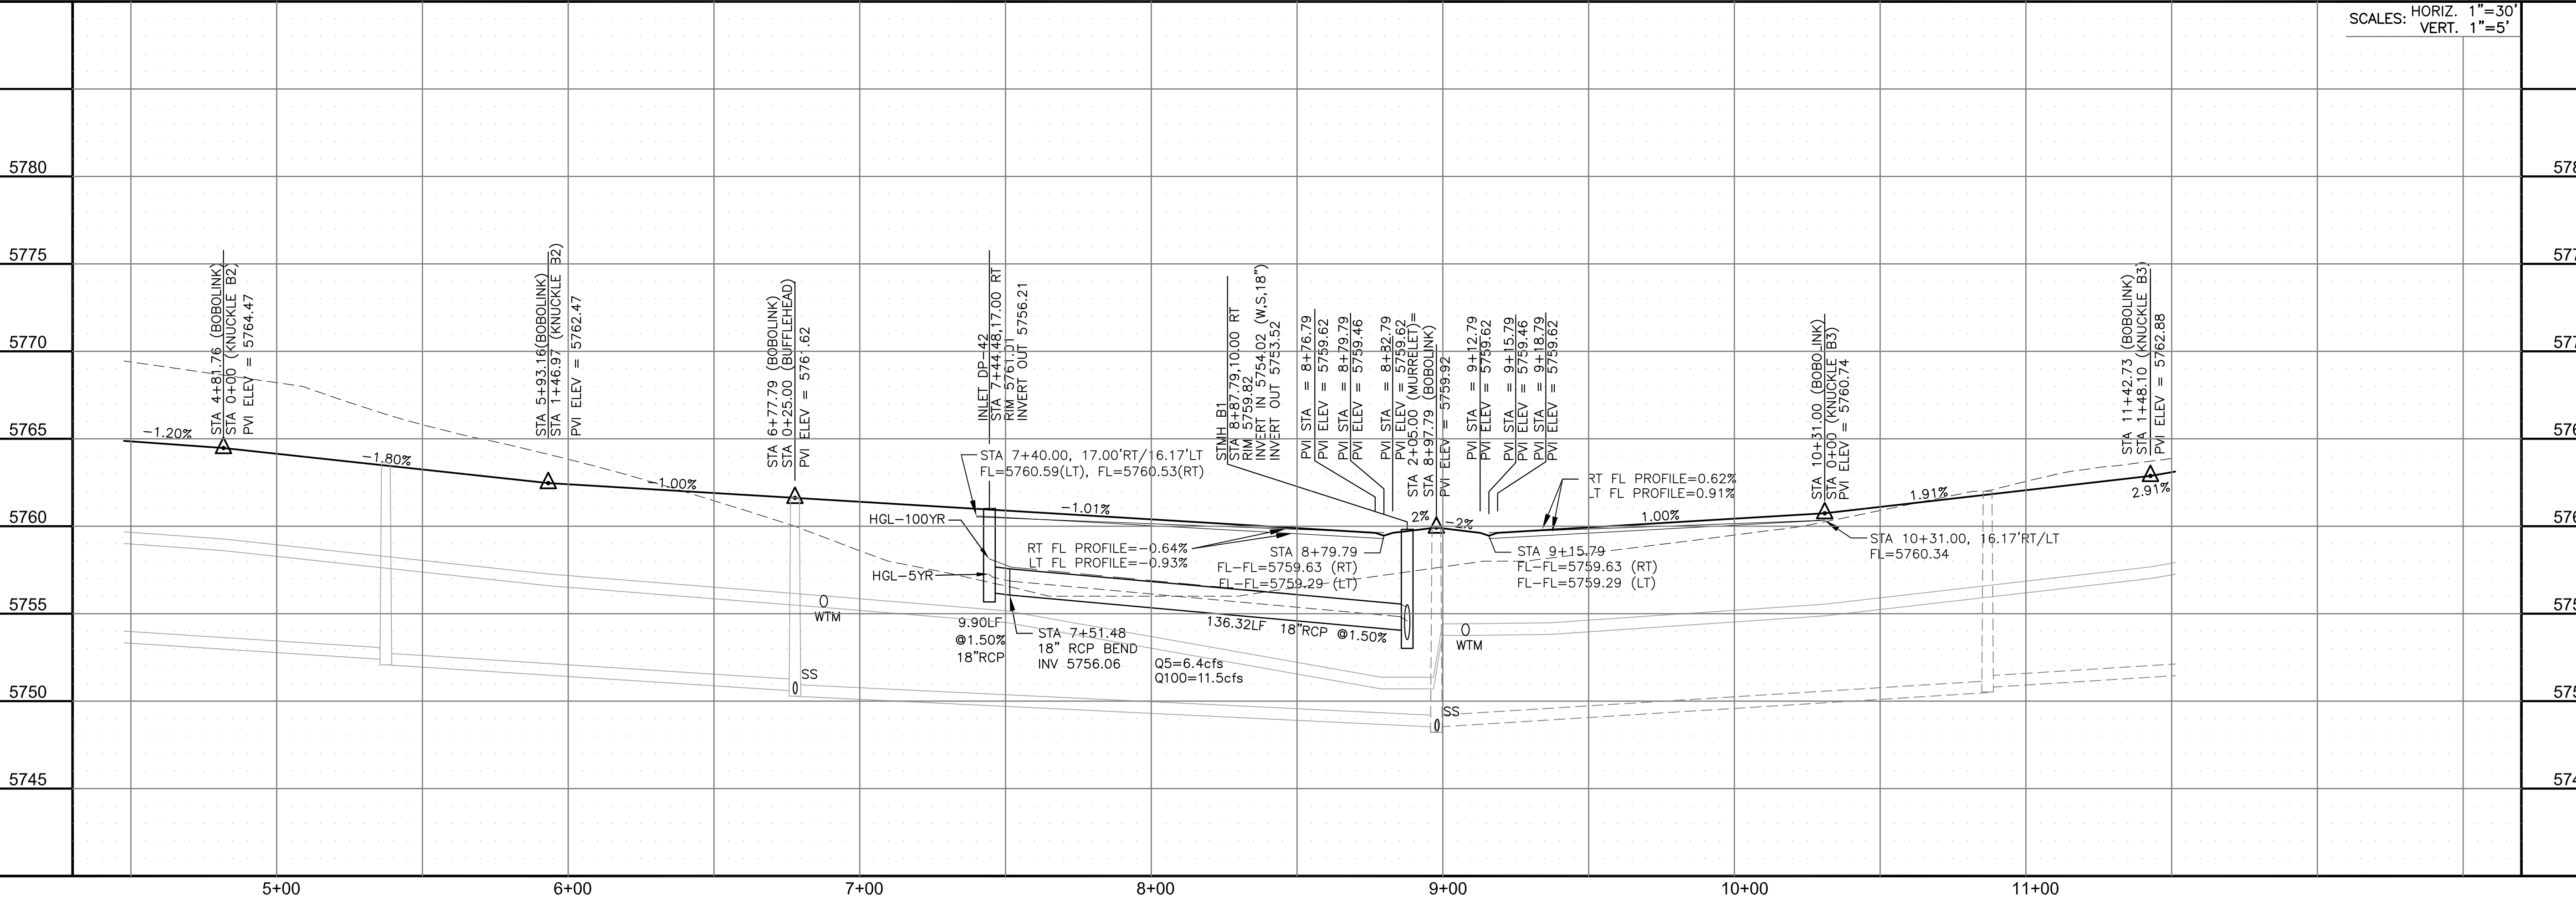 SCALES: HORIZ. 1"=30'
VERT. 1"=5'
5780
5775
5770
5765
5760
5755
5750
5745
STA 4+81.76 (BOBOLINK)
STA 0+00 (KNUCKLE B2)
PVI ELEV = 5764.47
STA 5+93.16(BOBOLINK)
STA 1+46.97 (KNUCKLE B2)
PVI ELEV = 5762.47
STA 6+77.79 (BOBOLINK)
STA 0+25.00 (BUFFLEHEAD)
PVI ELEV = 5761.62
INLET DP-42
STA 7+44.48,17.00 RT
RIM 5761.01
INVERT OUT 5756.21
STMH B1
STA 8+87.79,10.00 RT
RIM 5759.82
INVERT IN 5754.02 (W,S,18")
INVERT OUT 5753.52
PVI STA = 8+76.79
PVI ELEV = 5759.62
PVI STA = 8+79.79
PVI ELEV = 5759.46
PVI STA = 8+82.79
PVI ELEV = 5759.62
STA 2+05.00 (MURRELET)=
STA 8+97.79 (BOBOLINK)
PVI ELEV = 5759.92
PVI STA = 9+12.79
PVI ELEV = 5759.62
PVI STA = 9+15.79
PVI ELEV = 5759.46
PVI STA = 9+18.79
PVI ELEV = 5759.62
STA 10+31.00 (BOBOLINK)
STA 0+00 (KNUCKLE B3)
PVI ELEV = 5760.74
STA 11+42.73 (BOBOLINK)
STA 1+48.10 (KNUCKLE B3)
PVI ELEV = 5762.88
-1.20%
-1.80%
-1.00%
-1.01%
2%
-2%
1.00%
1.91%
2.91%
STA 7+40.00, 17.00'RT/16.17'LT
FL=5760.59(LT), FL=5760.53(RT)
HGL-100YR
HGL-5YR
RT FL PROFILE=-0.64%
LT FL PROFILE=-0.93%
STA 8+79.79
FL-FL=5759.63 (RT)
FL-FL=5759.29 (LT)
RT FL PROFILE=0.62%
LT FL PROFILE=0.91%
STA 9+15.79
FL-FL=5759.63 (RT)
FL-FL=5759.29 (LT)
STA 10+31.00, 16.17'RT/LT
FL=5760.34
WTM
SS
9.90LF
@1.50%
18"RCP
STA 7+51.48
18" RCP BEND
INV 5756.06
136.32LF 18"RCP @1.50%
Q5=6.4cfs
Q100=11.5cfs
WTM
SS
5+00
6+00
7+00
8+00
9+00
10+00
11+00